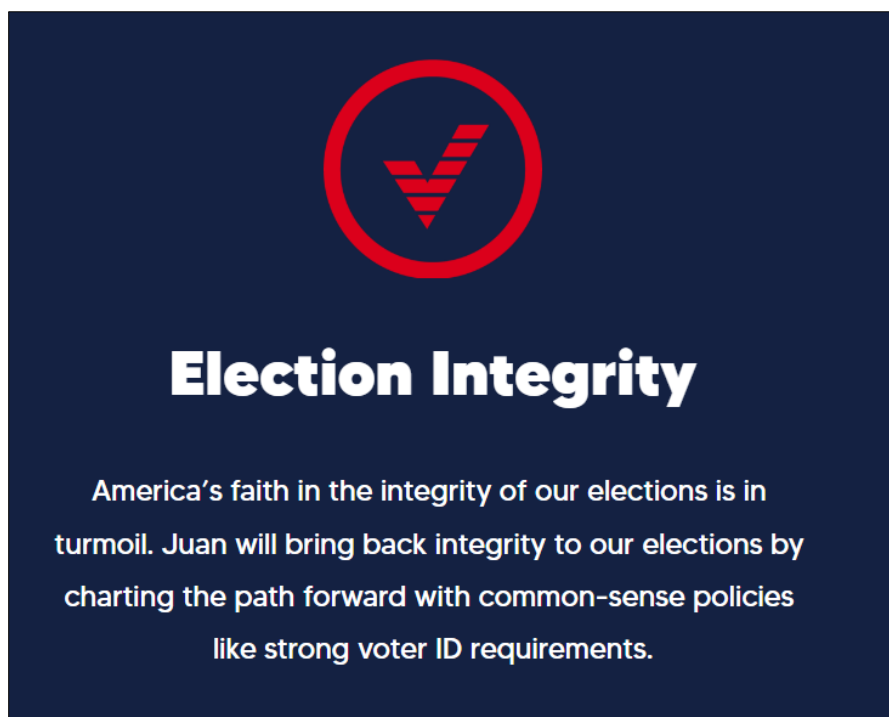 Election Integrity
America's faith in the integrity of our elections is in
turmoil. Juan will bring back integrity to our elections by
charting the path forward with common-sense policies
like strong voter ID requirements.